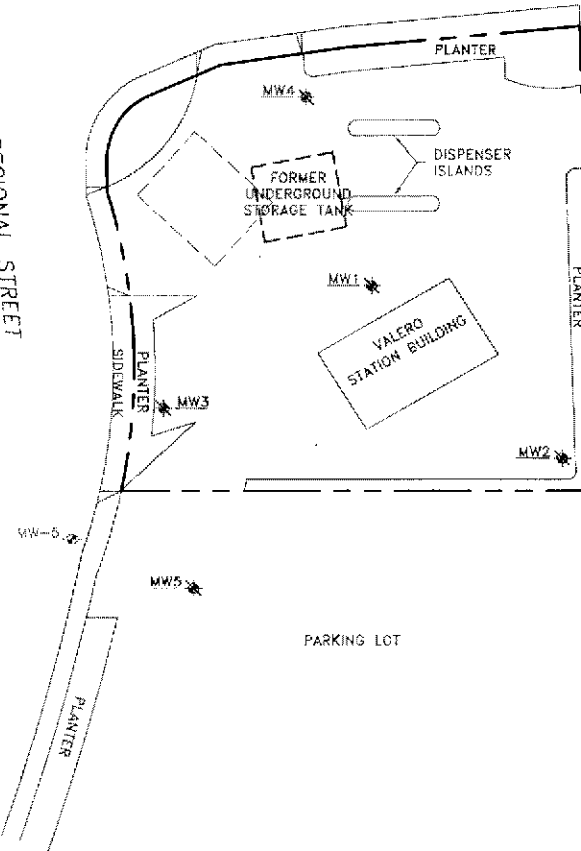 PLANTER
MW4
DISPENSER
ISLANDS
FORMER
UNDERGROUND
STORAGE TANK
REGIONAL STREET
MW1
PLANTER
VALERO
STATION BUILDING
PLANTER
SIDEWALK
MW3
MW2
MW-6
MW5
PARKING LOT
PLANTER